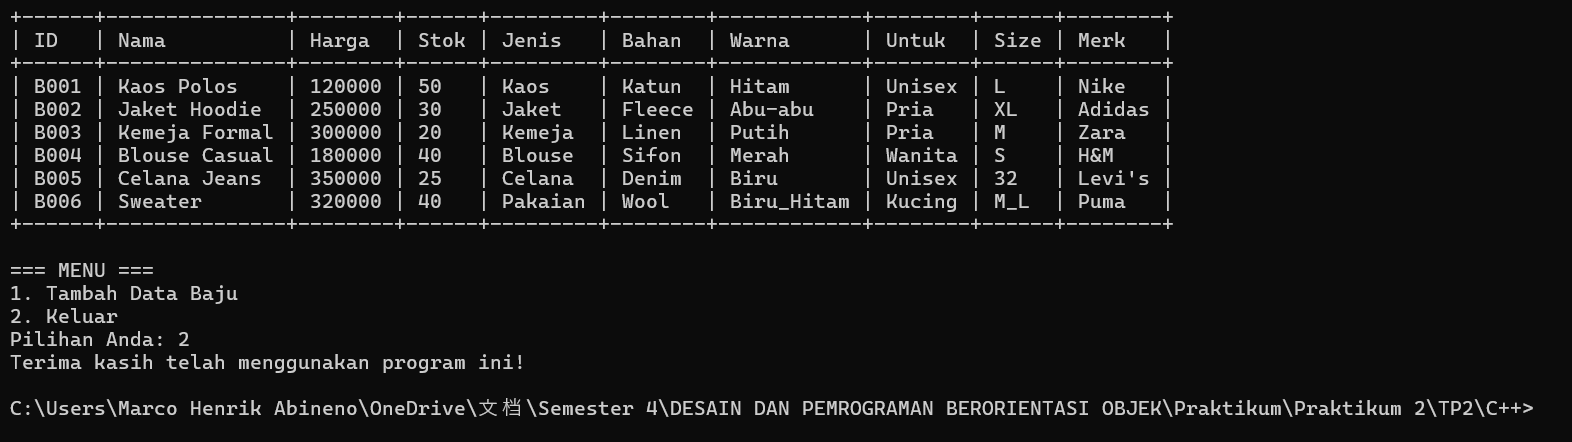 +------+---------------+--------+------+---------+--------+------------+--------+------+--------+
| ID   | Nama          | Harga  | Stok | Jenis   | Bahan  | Warna      | Untuk  | Size | Merk   |
+------+---------------+--------+------+---------+--------+------------+--------+------+--------+
| B001 | Kaos Polos    | 120000 | 50   | Kaos    | Katun  | Hitam      | Unisex | L    | Nike   |
| B002 | Jaket Hoodie  | 250000 | 30   | Jaket   | Fleece | Abu-abu    | Pria   | XL   | Adidas |
| B003 | Kemeja Formal | 300000 | 20   | Kemeja  | Linen  | Putih      | Pria   | M    | Zara   |
| B004 | Blouse Casual | 180000 | 40   | Blouse  | Sifon  | Merah      | Wanita | S    | H&M    |
| B005 | Celana Jeans  | 350000 | 25   | Celana  | Denim  | Biru       | Unisex | 32   | Levi's |
| B006 | Sweater       | 320000 | 40   | Pakaian | Wool   | Biru_Hitam | Kucing | M_L  | Puma   |
+------+---------------+--------+------+---------+--------+------------+--------+------+--------+
=== MENU ===
1. Tambah Data Baju
2. Keluar
Pilihan Anda: 2
Terima kasih telah menggunakan program ini!
C:\Users\Marco Henrik Abineno\OneDrive\文档\Semester 4\DESAIN DAN PEMROGRAMAN BERORIENTASI OBJEK\Praktikum\Praktikum 2\TP2\C++>